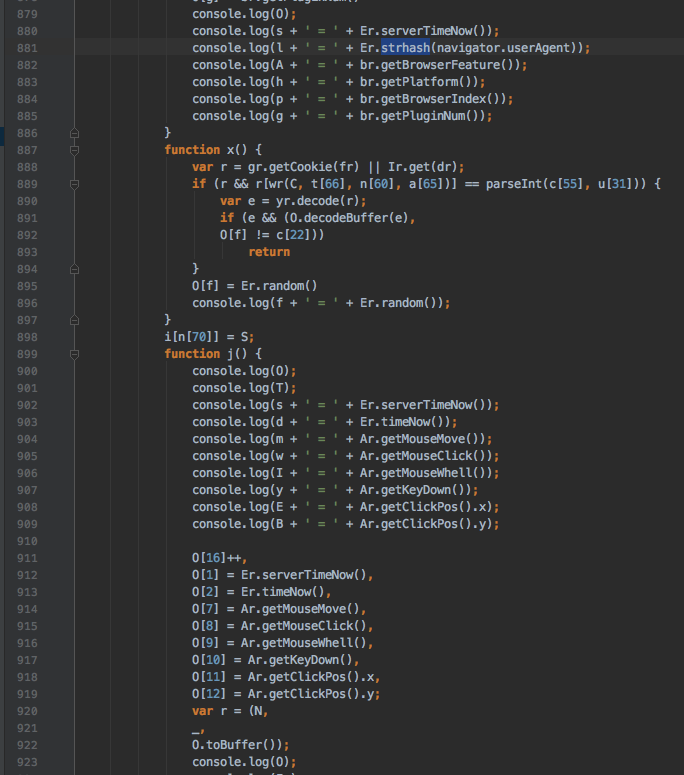 879 console.log(O);
880 console.log(s + ' = ' + Er.serverTimeNow());
881 console.log(l + ' = ' + Er.strhash(navigator.userAgent));
882 console.log(A + ' = ' + br.getBrowserFeature());
883 console.log(h + ' = ' + br.getPlatform());
884 console.log(p + ' = ' + br.getBrowserIndex());
885 console.log(g + ' = ' + br.getPluginNum());
886 }
887 function x() {
888 var r = gr.getCookie(fr) || Ir.get(dr);
889 if (r && r[wr(C, t[66], n[60], a[65])] == parseInt(c[55], u[31])) {
890 var e = yr.decode(r);
891 if (e && (O.decodeBuffer(e),
892 O[f] != c[22]))
893 return
894 }
895 O[f] = Er.random()
896 console.log(f + ' = ' + Er.random());
897 }
898 i[n[70]] = S;
899 function j() {
900 console.log(O);
901 console.log(T);
902 console.log(s + ' = ' + Er.serverTimeNow());
903 console.log(d + ' = ' + Er.timeNow());
904 console.log(m + ' = ' + Ar.getMouseMove());
905 console.log(w + ' = ' + Ar.getMouseClick());
906 console.log(I + ' = ' + Ar.getMouseWhell());
907 console.log(y + ' = ' + Ar.getKeyDown());
908 console.log(E + ' = ' + Ar.getClickPos().x);
909 console.log(B + ' = ' + Ar.getClickPos().y);
910
911 O[16]++,
912 O[1] = Er.serverTimeNow(),
913 O[2] = Er.timeNow(),
914 O[7] = Ar.getMouseMove(),
915 O[8] = Ar.getMouseClick(),
916 O[9] = Ar.getMouseWhell(),
917 O[10] = Ar.getKeyDown(),
918 O[11] = Ar.getClickPos().x,
919 O[12] = Ar.getClickPos().y;
920 var r = (N,
921 _,
922 O.toBuffer());
923 console.log(O);